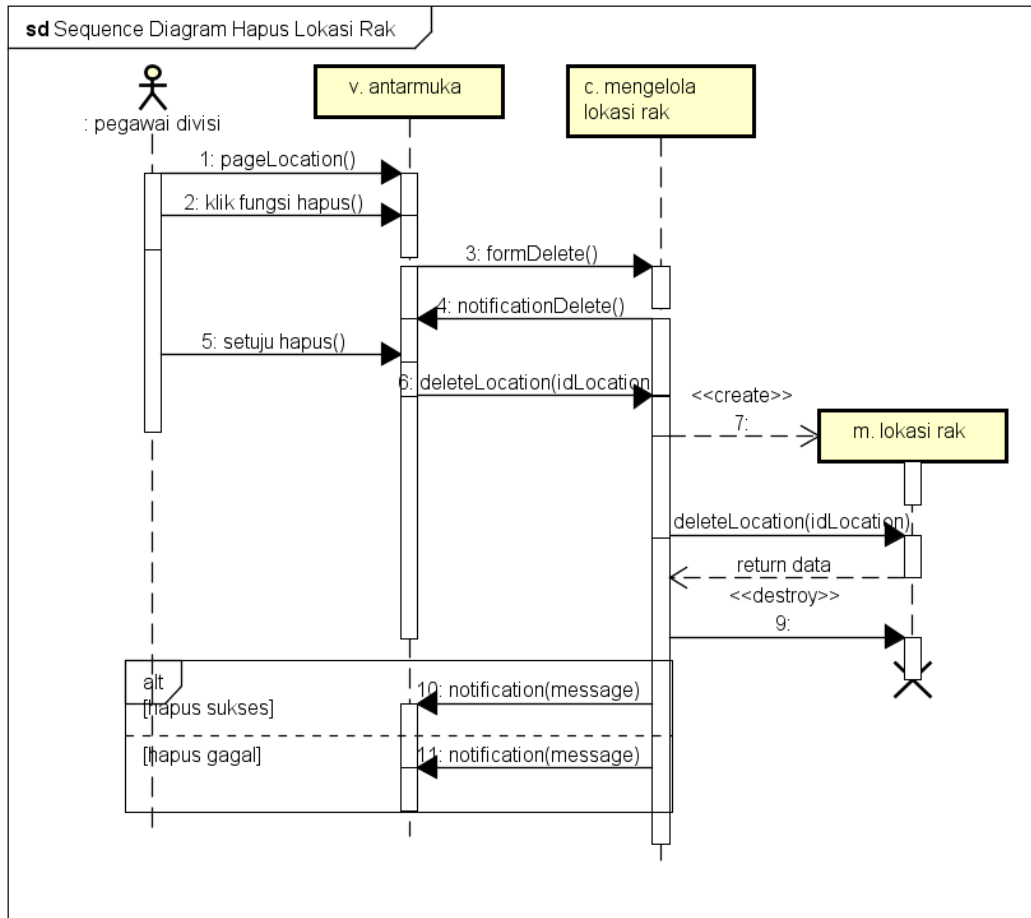 sd Sequence Diagram Hapus Lokasi Rak
: pegawai divisi
v. antarmuka
c. mengelola
lokasi rak
1: pageLocation()
2: klik fungsi hapus()
3: formDelete()
4: notificationDelete()
5: setuju hapus()
6: deleteLocation(idLocation
<<create>>
7:
m. lokasi rak
deleteLocation(idLocation)
return data
<<destroy>>
9:
alt
10: notification(message)
[hapus sukses]
11: notification(message)
[hapus gagal]